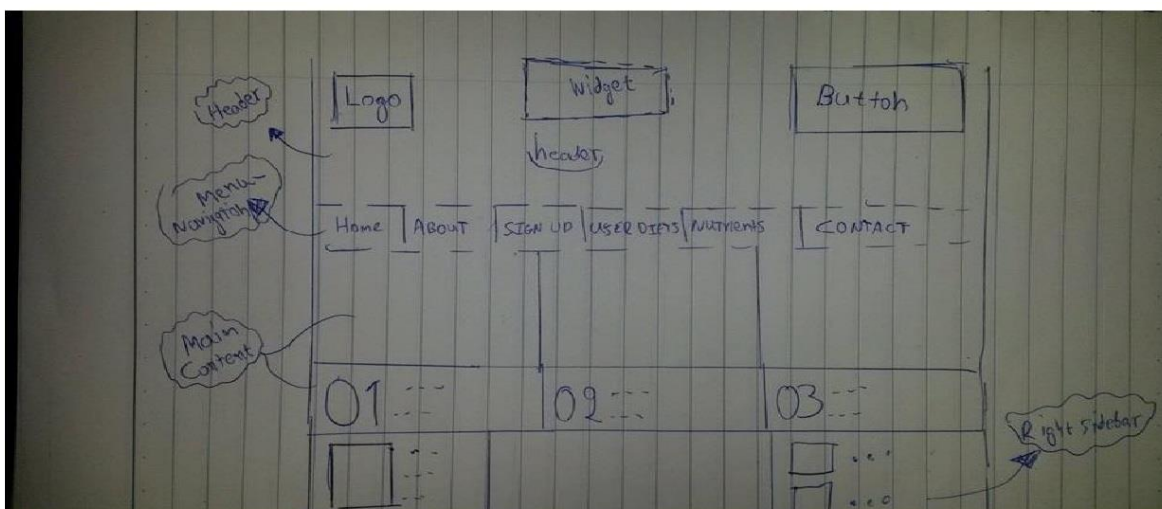 Header
Logo
Widget
Button
header
Menu-
Navigton
Home
ABOUT
SIGN UP
USER DIETS
Nutrients
CONTACT
Main
Content
01
02
03
Right Sidebar